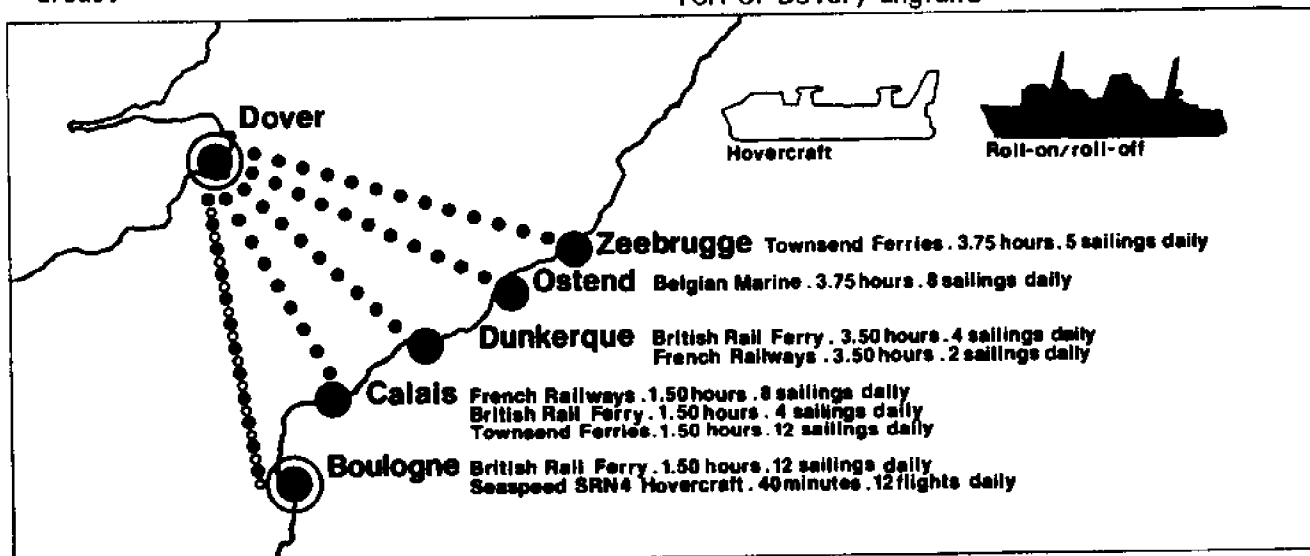 Port of Dover, England
Dover
Hovercraft
Roll-on/roll-off
Zeebrugge Townsend Ferries . 3.75 hours . 5 sailings daily
Ostend Belgian Marine . 3.75 hours . 8 sailings daily
Dunkerque British Rail Ferry . 3.50 hours . 4 sailings daily
French Railways . 3.50 hours . 2 sailings daily
Calais French Railways . 1.50 hours . 8 sailings daily
British Rail Ferry . 1.50 hours . 4 sailings daily
Townsend Ferries . 1.50 hours . 12 sailings daily
Boulogne British Rail Ferry . 1.50 hours . 12 sailings daily
Seaspeed SRN4 Hovercraft . 40 minutes . 12 flights daily